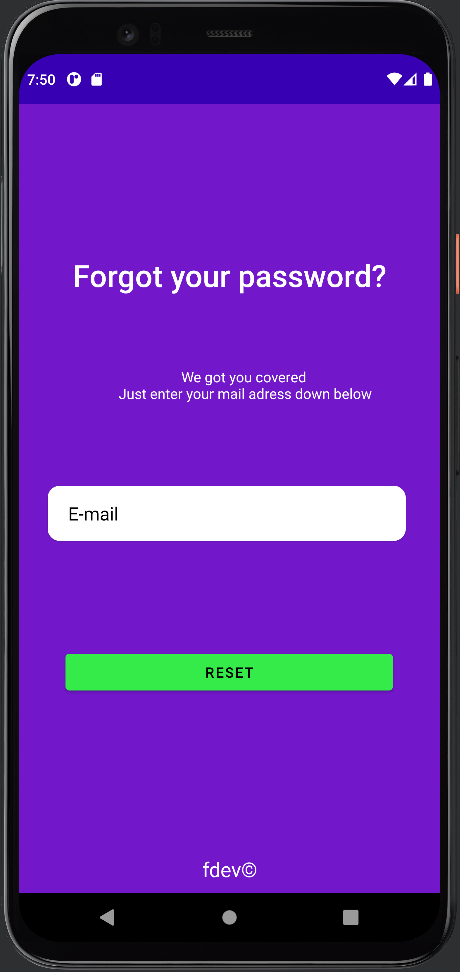 7:50
Forgot your password?
We got you covered
Just enter your mail adress down below
E-mail
RESET
fdev©